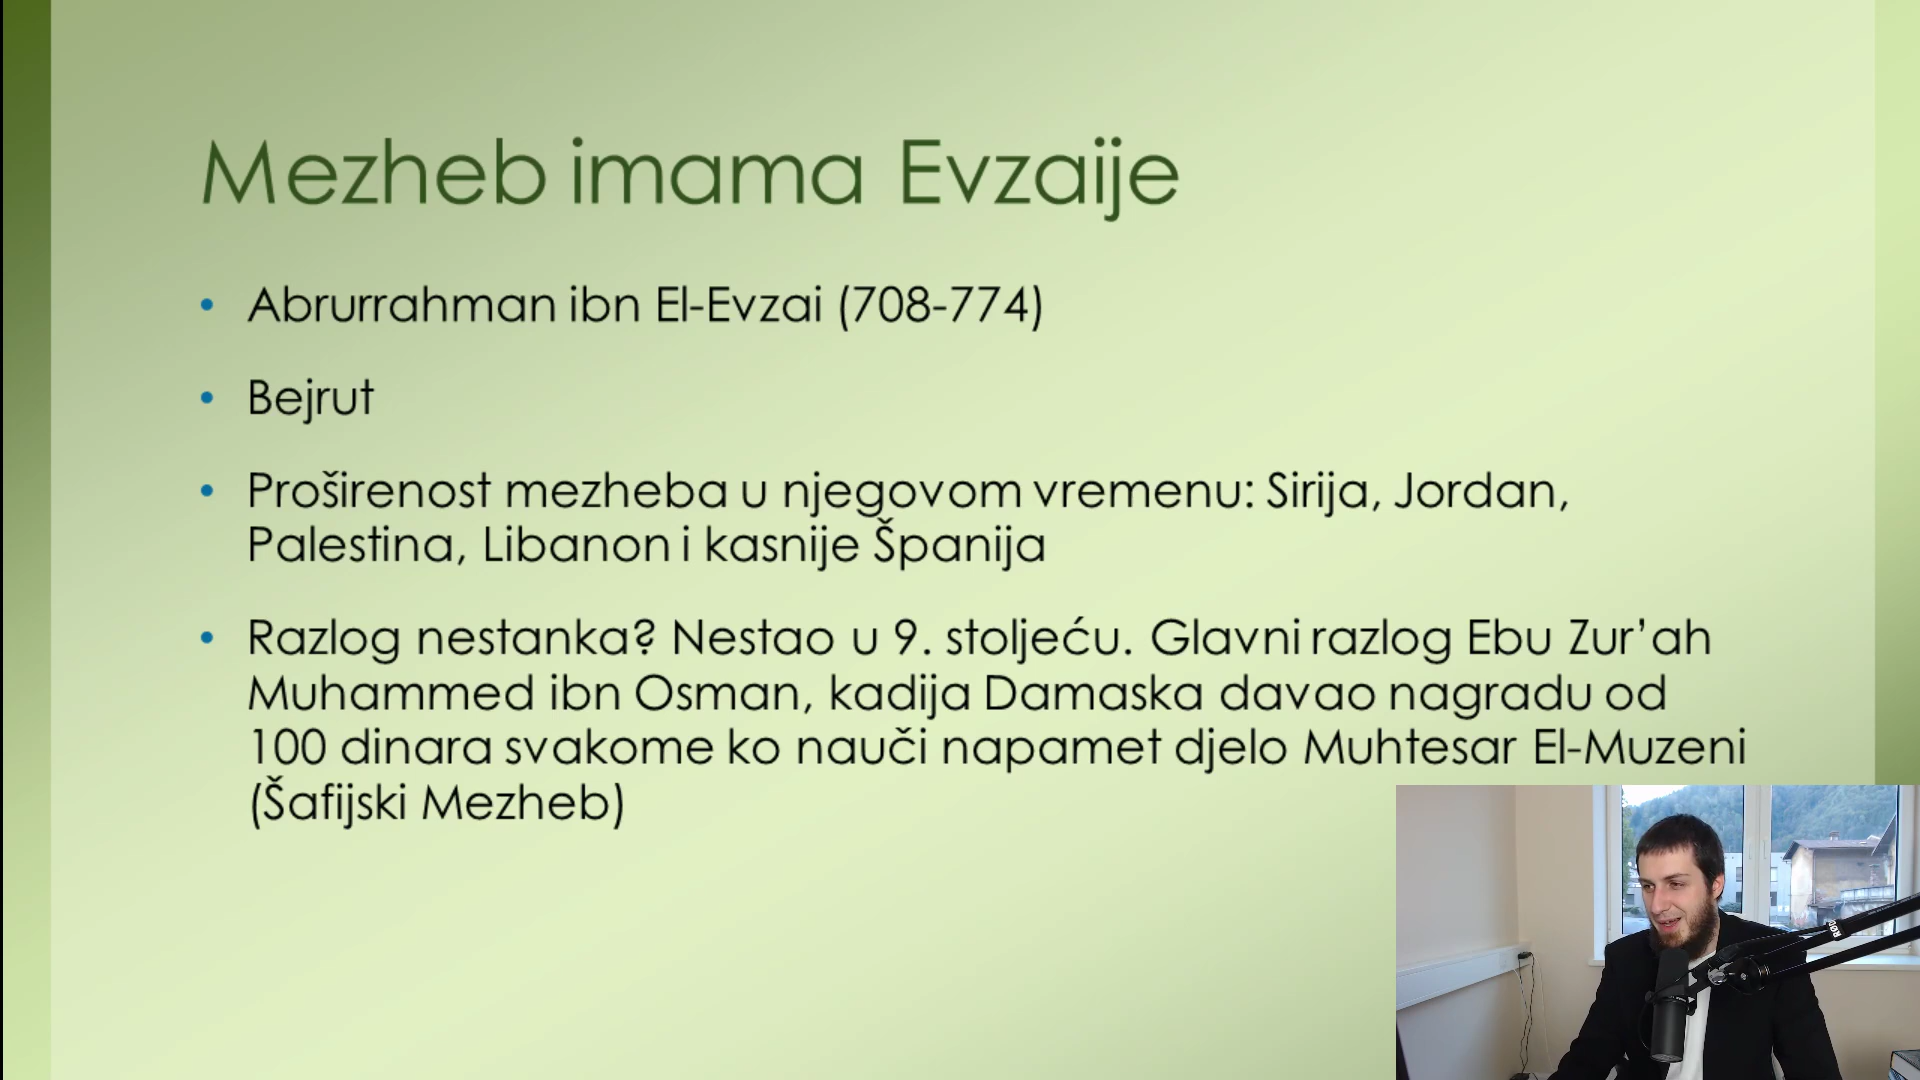 Mezheb imama Evzaije
• Abrurrahman ibn El-Evzai (708-774)
• Bejrut
• Proširenost mezheba u njegovom vremenu: Sirija, Jordan,
Palestina, Libanon i kasnije Španija
• Razlog nestanka? Nestao u 9. stoljeću. Glavni razlog Ebu Zur’ah
Muhammed ibn Osman, kadija Damaska davao nagradu od
100 dinara svakome ko nauči napamet djelo Muhtesar El-Muzeni
(Šafijski Mezheb)